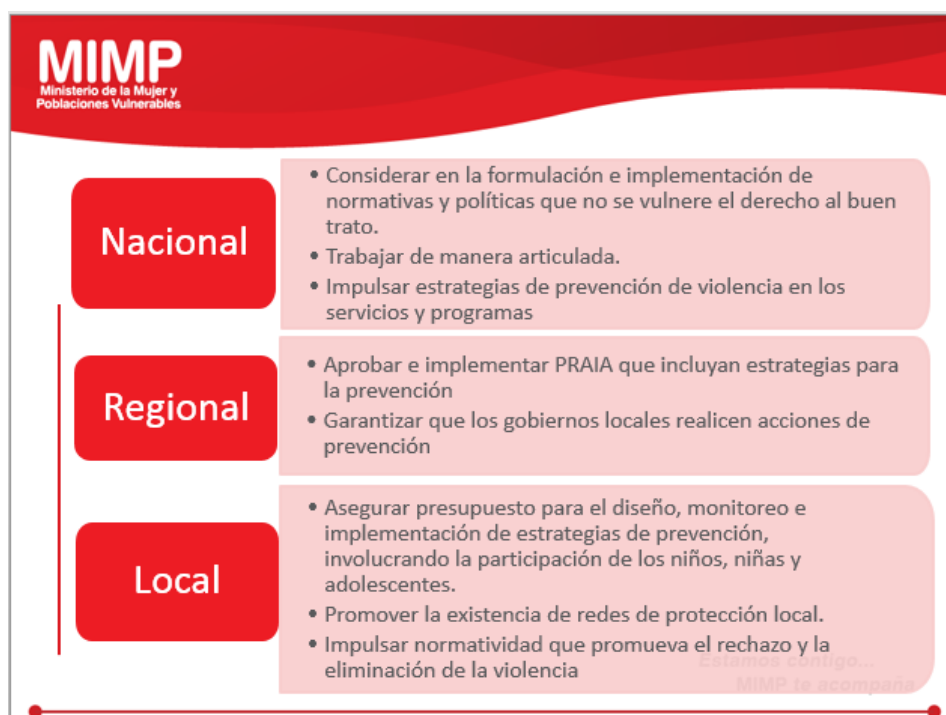 MIMP
Ministerio de la Mujer y
Poblaciones Vulnerables
Nacional
• Considerar en la formulación e implementación de
normativas y políticas que no se vulnere el derecho al buen
trato.
• Trabajar de manera articulada.
• Impulsar estrategias de prevención de violencia en los
servicios y programas
Regional
• Aprobar e implementar PRAIA que incluyan estrategias para
la prevención
• Garantizar que los gobiernos locales realicen acciones de
prevención
Local
• Asegurar presupuesto para el diseño, monitoreo e
implementación de estrategias de prevención,
involucrando la participación de los niños, niñas y
adolescentes.
• Promover la existencia de redes de protección local.
• Impulsar normatividad que promueva el rechazo y la
eliminación de la violencia
Estamos contigo...
MIMP te acompaña